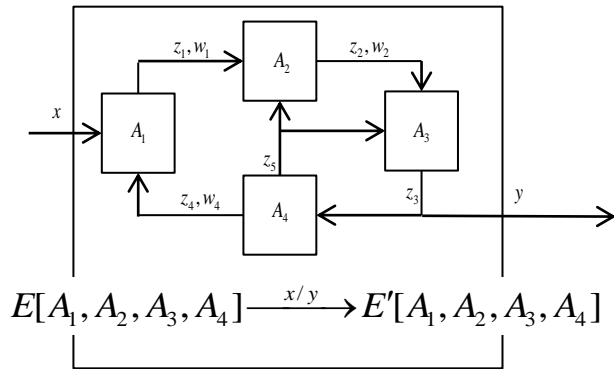 z₁, w₁
A₂
z₂, w₂
x
A₁
A₃
z₅
z₃
z₄, w₄
A₄
y
E[A₁, A₂, A₃, A₄] —x/y→ E'[A₁, A₂, A₃, A₄]